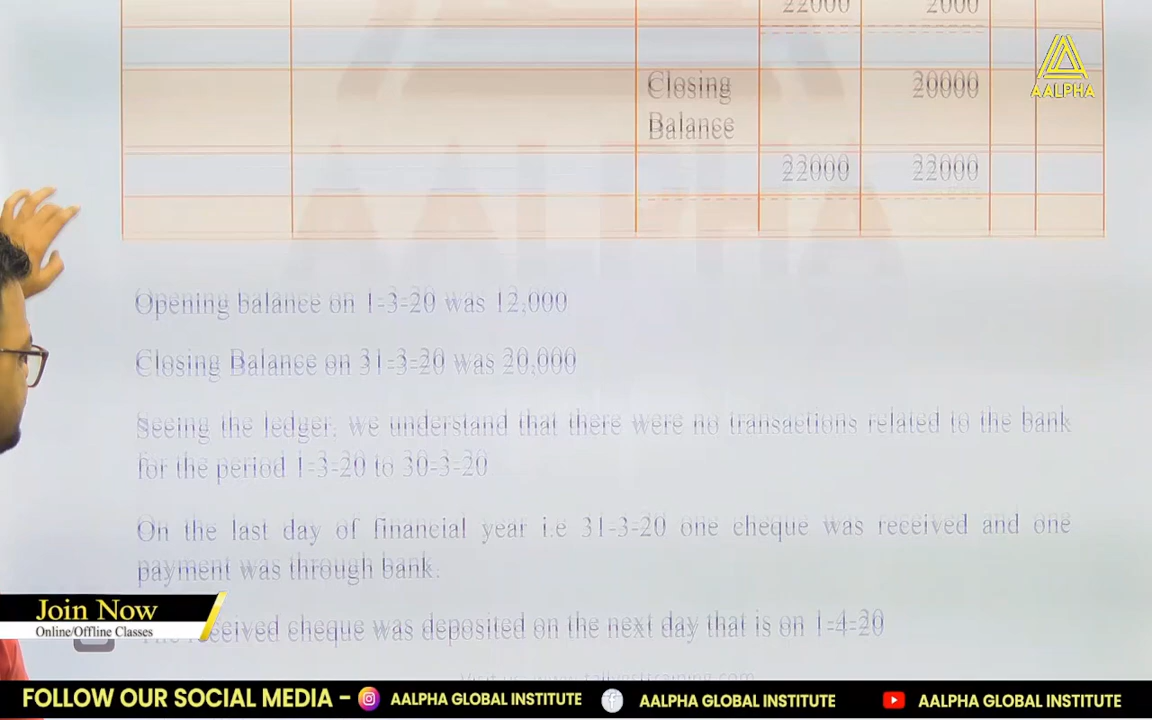 22000 2000
AALPHA
Closing 20000
Balance
22000 22000
Opening balance on 1-3-20 was 12,000
Closing Balance on 31-3-20 was 20,000
Seeing the ledger, we understand that there were no transactions related to the bank
for the period 1-3-20 to 30-3-20
On the last day of financial year i.e 31-3-20 one cheque was received and one
payment was through bank.
Join Now
Online/Offline Classes
received cheque was deposited on the next day that is on 1-4-20
FOLLOW OUR SOCIAL MEDIA - AALPHA GLOBAL INSTITUTE AALPHA GLOBAL INSTITUTE AALPHA GLOBAL INSTITUTE